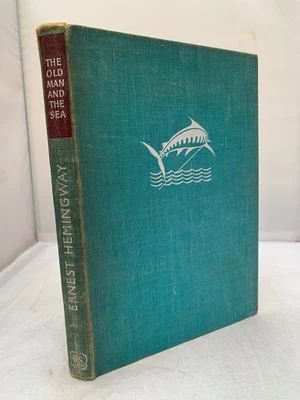 THE
OLD
MAN
AND
THE
SEA
ERNEST HEMINGWAY